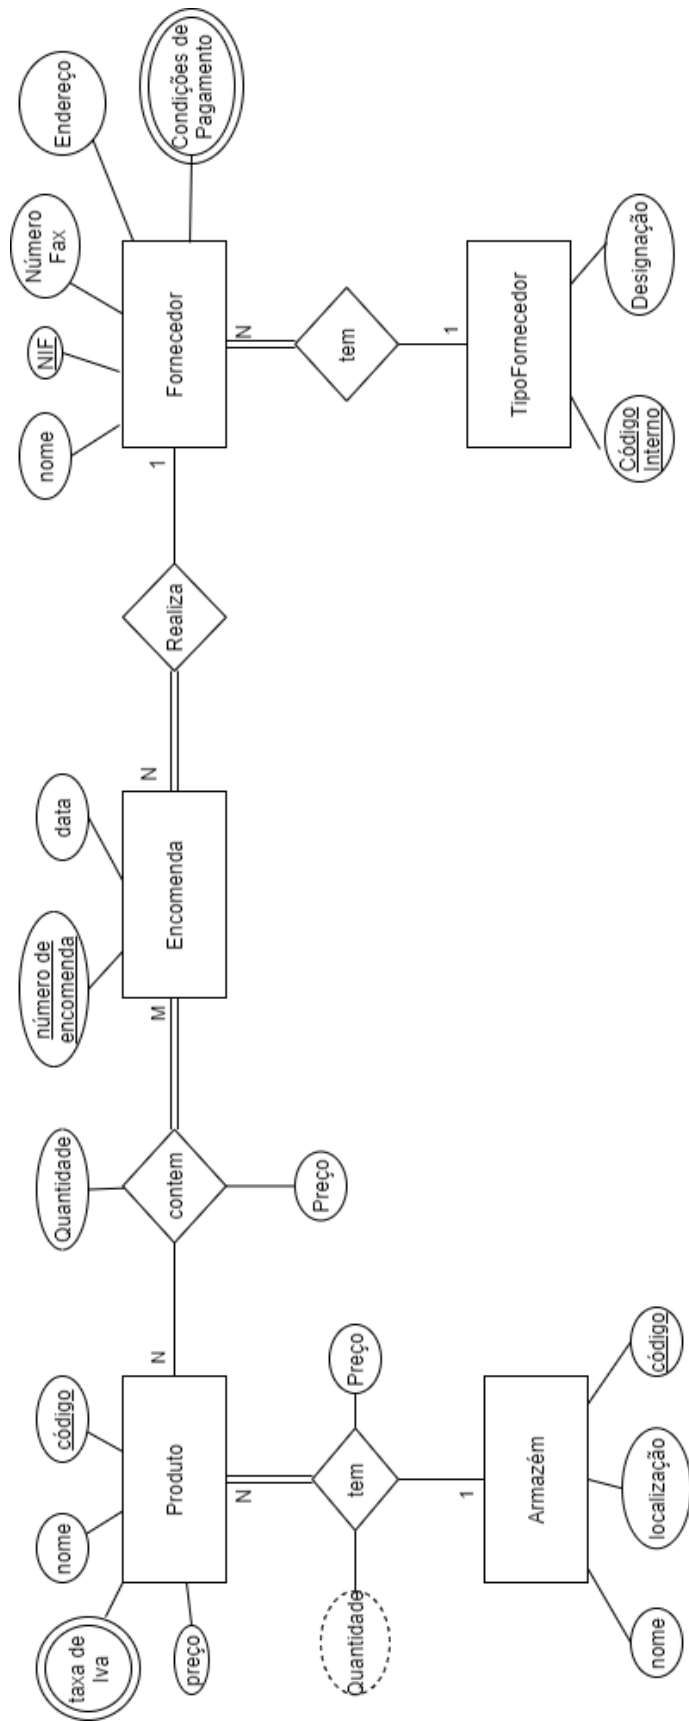 taxa de
Iva
nome
código
preço
Produto
N
N
Quantidade
tem
Preço
1
Armazém
nome
localização
código
Quantidade
contem
Preço
M
número de
encomenda
data
Encomenda
N
Realiza
1
nome
NIF
Número
Fax
Endereço
Fornecedor
Condições de
Pagamento
N
tem
1
TipoFornecedor
Código
Interno
Designação